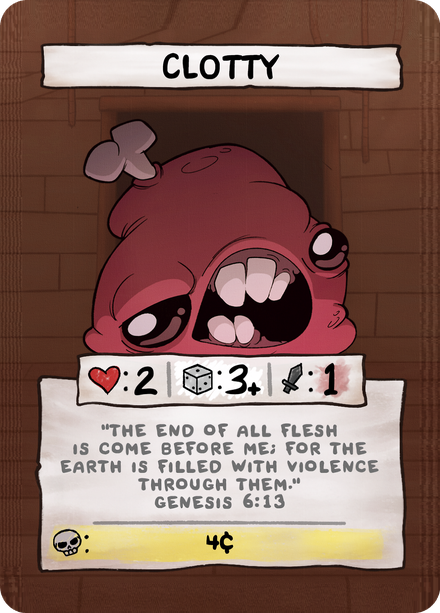 CLOTTY
:2 :3+ :1
"THE END OF ALL FLESH
IS COME BEFORE ME; FOR THE
EARTH IS FILLED WITH VIOLENCE
THROUGH THEM."
GENESIS 6:13
: 4¢